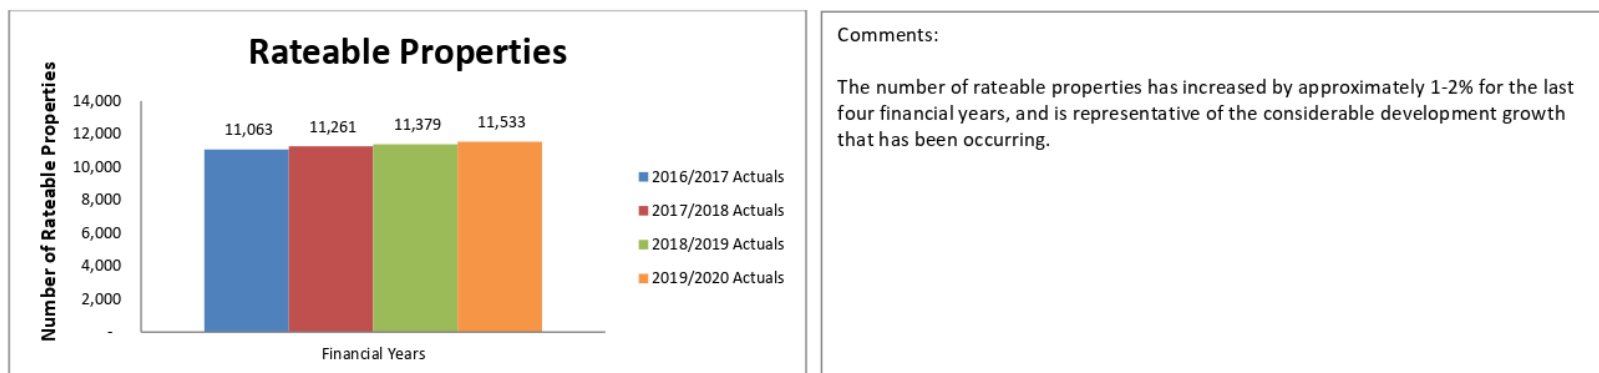 Rateable Properties
Number of Rateable Properties
14,000
12,000
10,000
8,000
6,000
4,000
2,000
-
11,063
11,261
11,379
11,533
Financial Years
2016/2017 Actuals
2017/2018 Actuals
2018/2019 Actuals
2019/2020 Actuals
Comments:
The number of rateable properties has increased by approximately 1-2% for the last
four financial years, and is representative of the considerable development growth
that has been occurring.